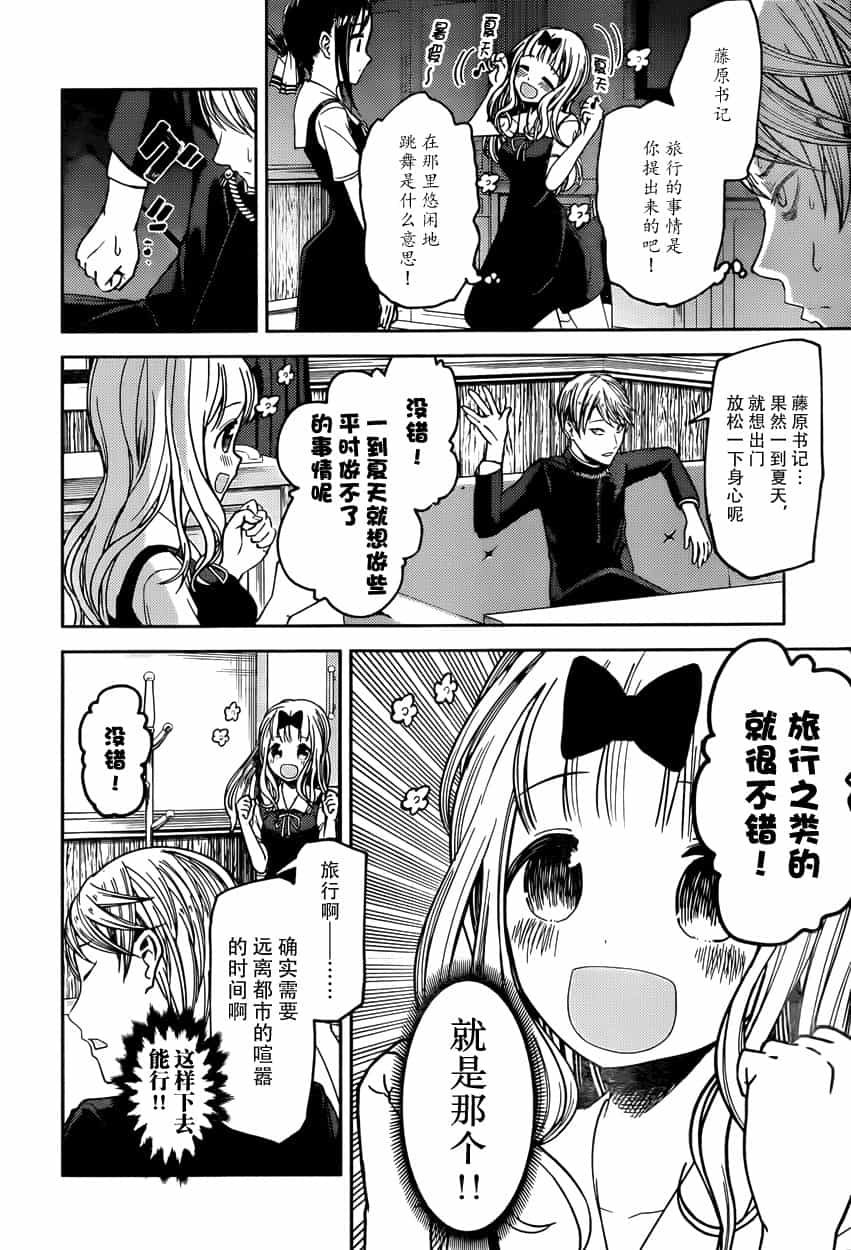 藤原书记
旅行的事情是
你提出来的吧！
夏天
夏天
暑假～
在那里悠闲地
跳舞是什么
意思！
藤原书记…
果然一到夏天，
就想出门
放松一下身心呢
没错！
一到夏天就想做些
平时做不了
的事情呢
旅行之类的
就很不错！
就是那个！！
没错！
旅行啊——……
确实需要
远离都市的喧嚣
的时间啊
这样下去
能行！！